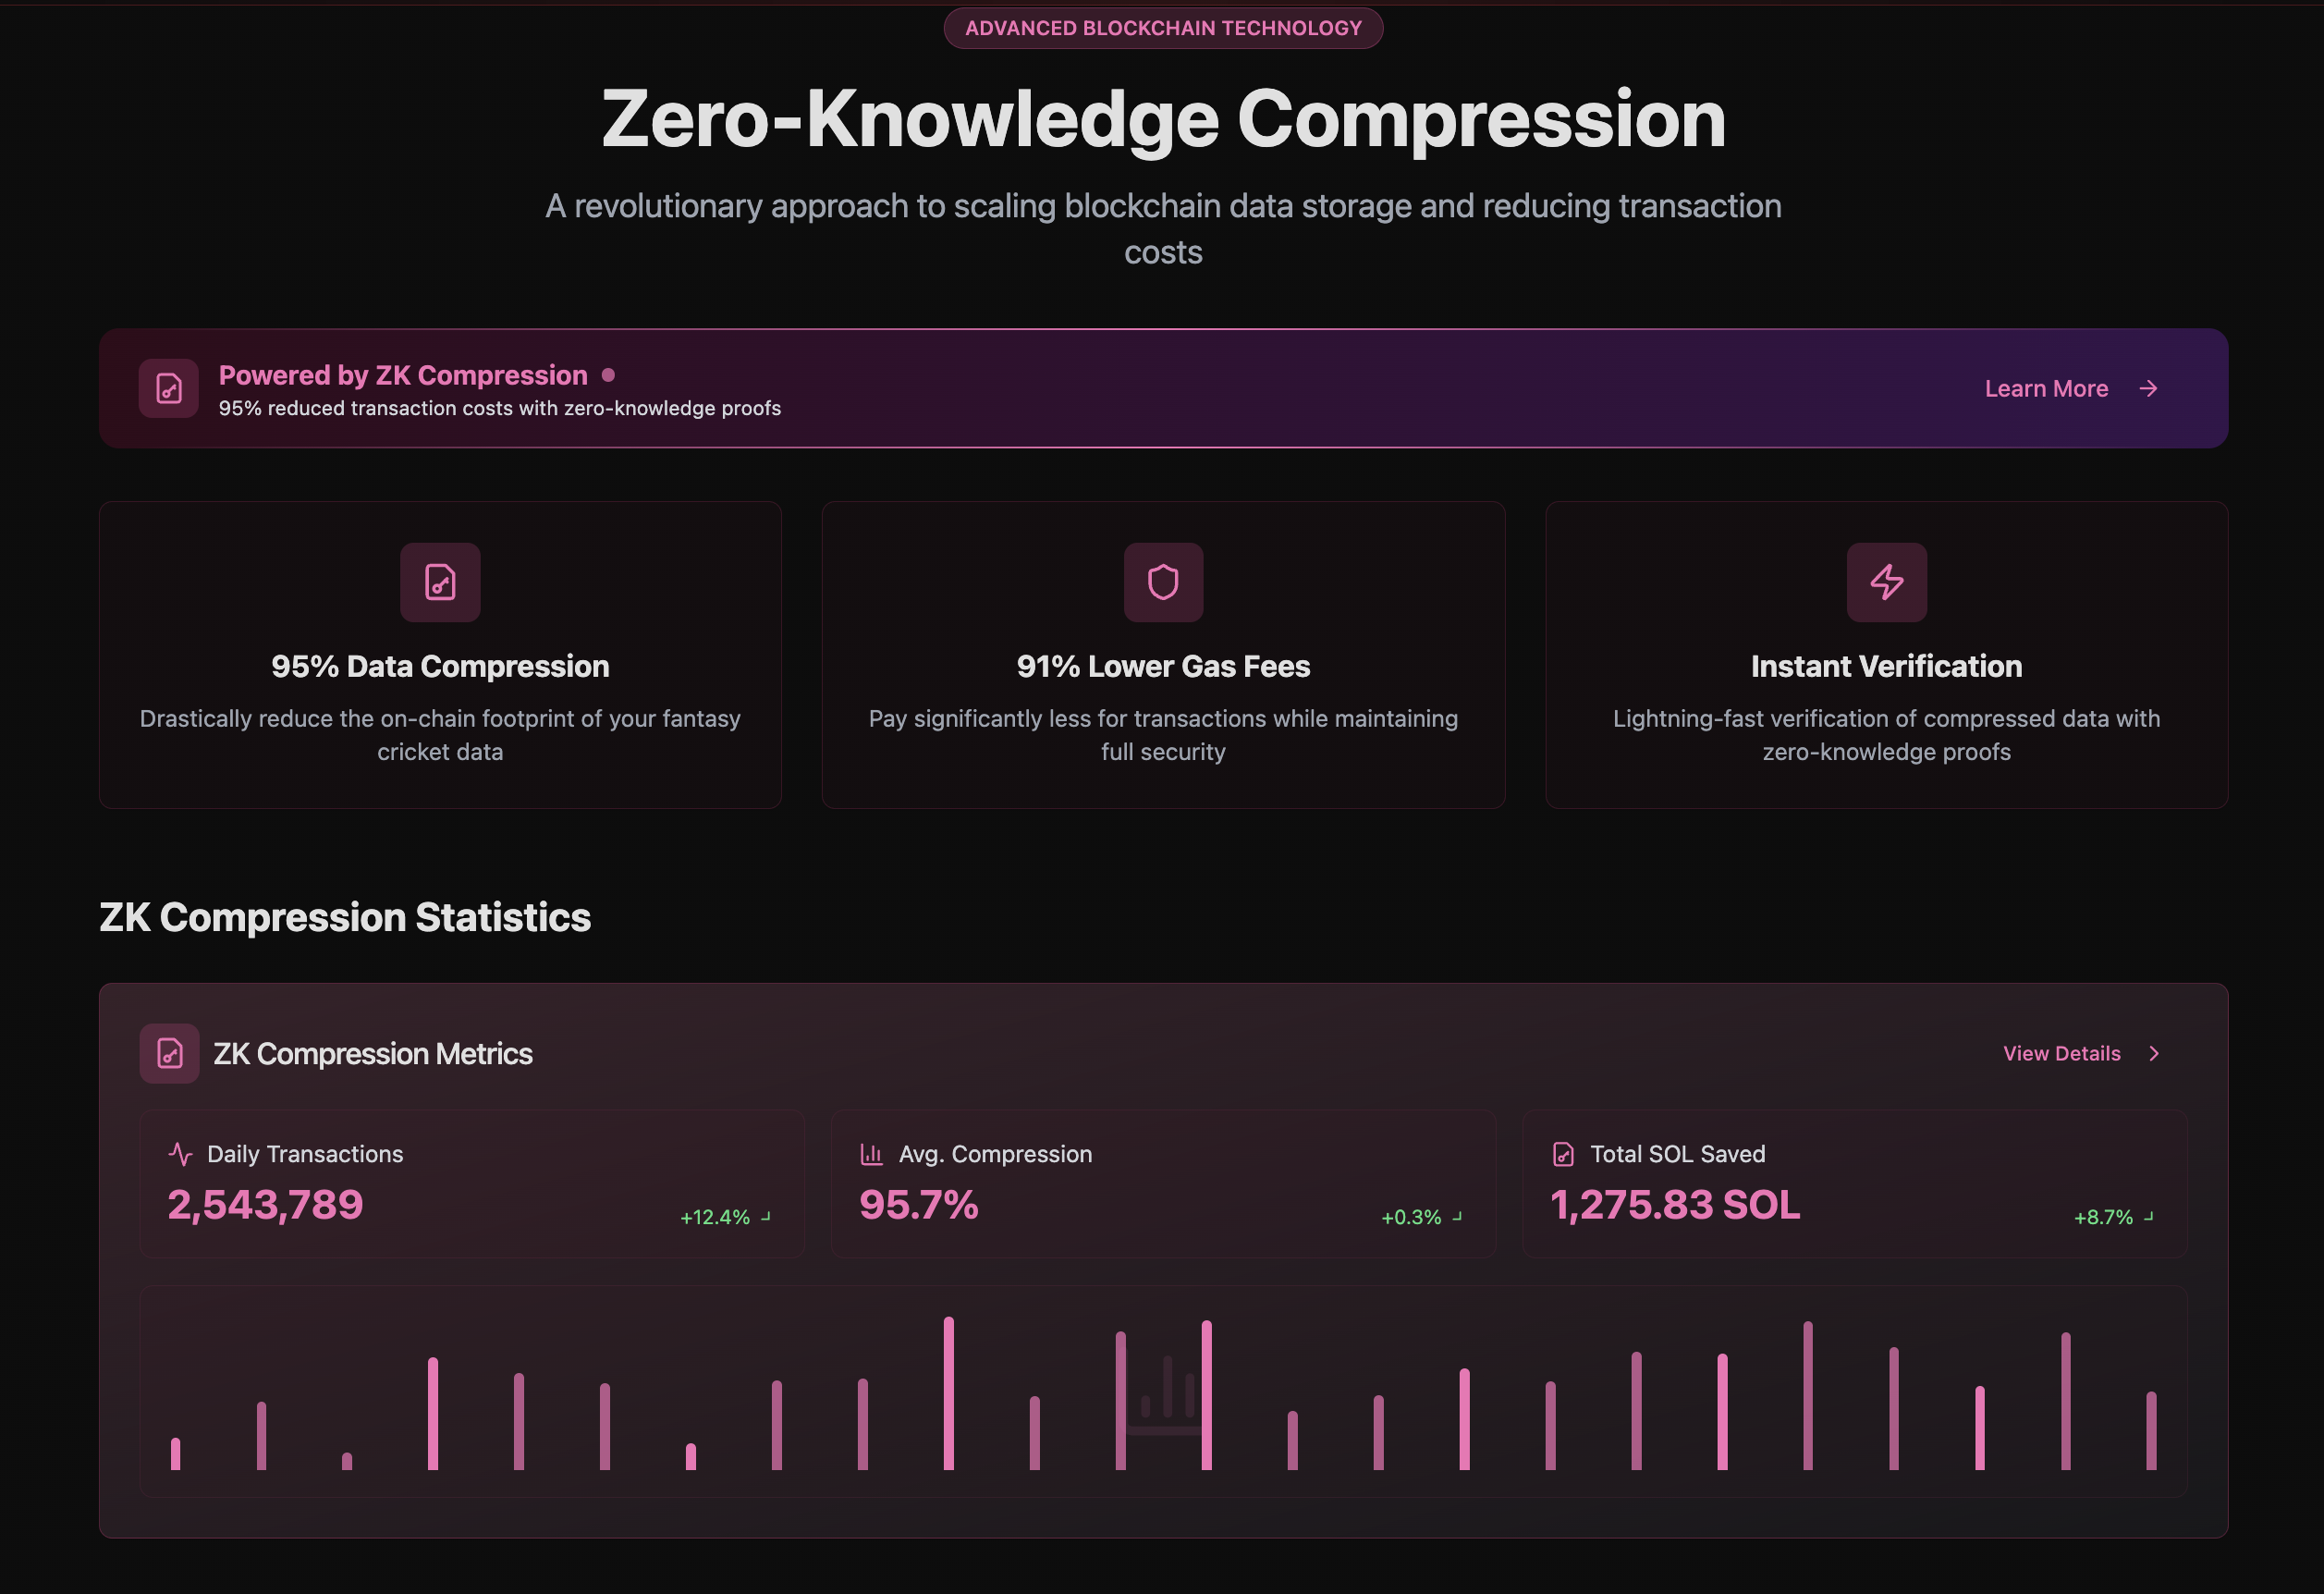 ADVANCED BLOCKCHAIN TECHNOLOGY
Zero-Knowledge Compression
A revolutionary approach to scaling blockchain data storage and reducing transaction
costs
Powered by ZK Compression
95% reduced transaction costs with zero-knowledge proofs
Learn More
95% Data Compression
Drastically reduce the on-chain footprint of your fantasy
cricket data
91% Lower Gas Fees
Pay significantly less for transactions while maintaining
full security
Instant Verification
Lightning-fast verification of compressed data with
zero-knowledge proofs
ZK Compression Statistics
ZK Compression Metrics
View Details
Daily Transactions
2,543,789
+12.4%
Avg. Compression
95.7%
+0.3%
Total SOL Saved
1,275.83 SOL
+8.7%